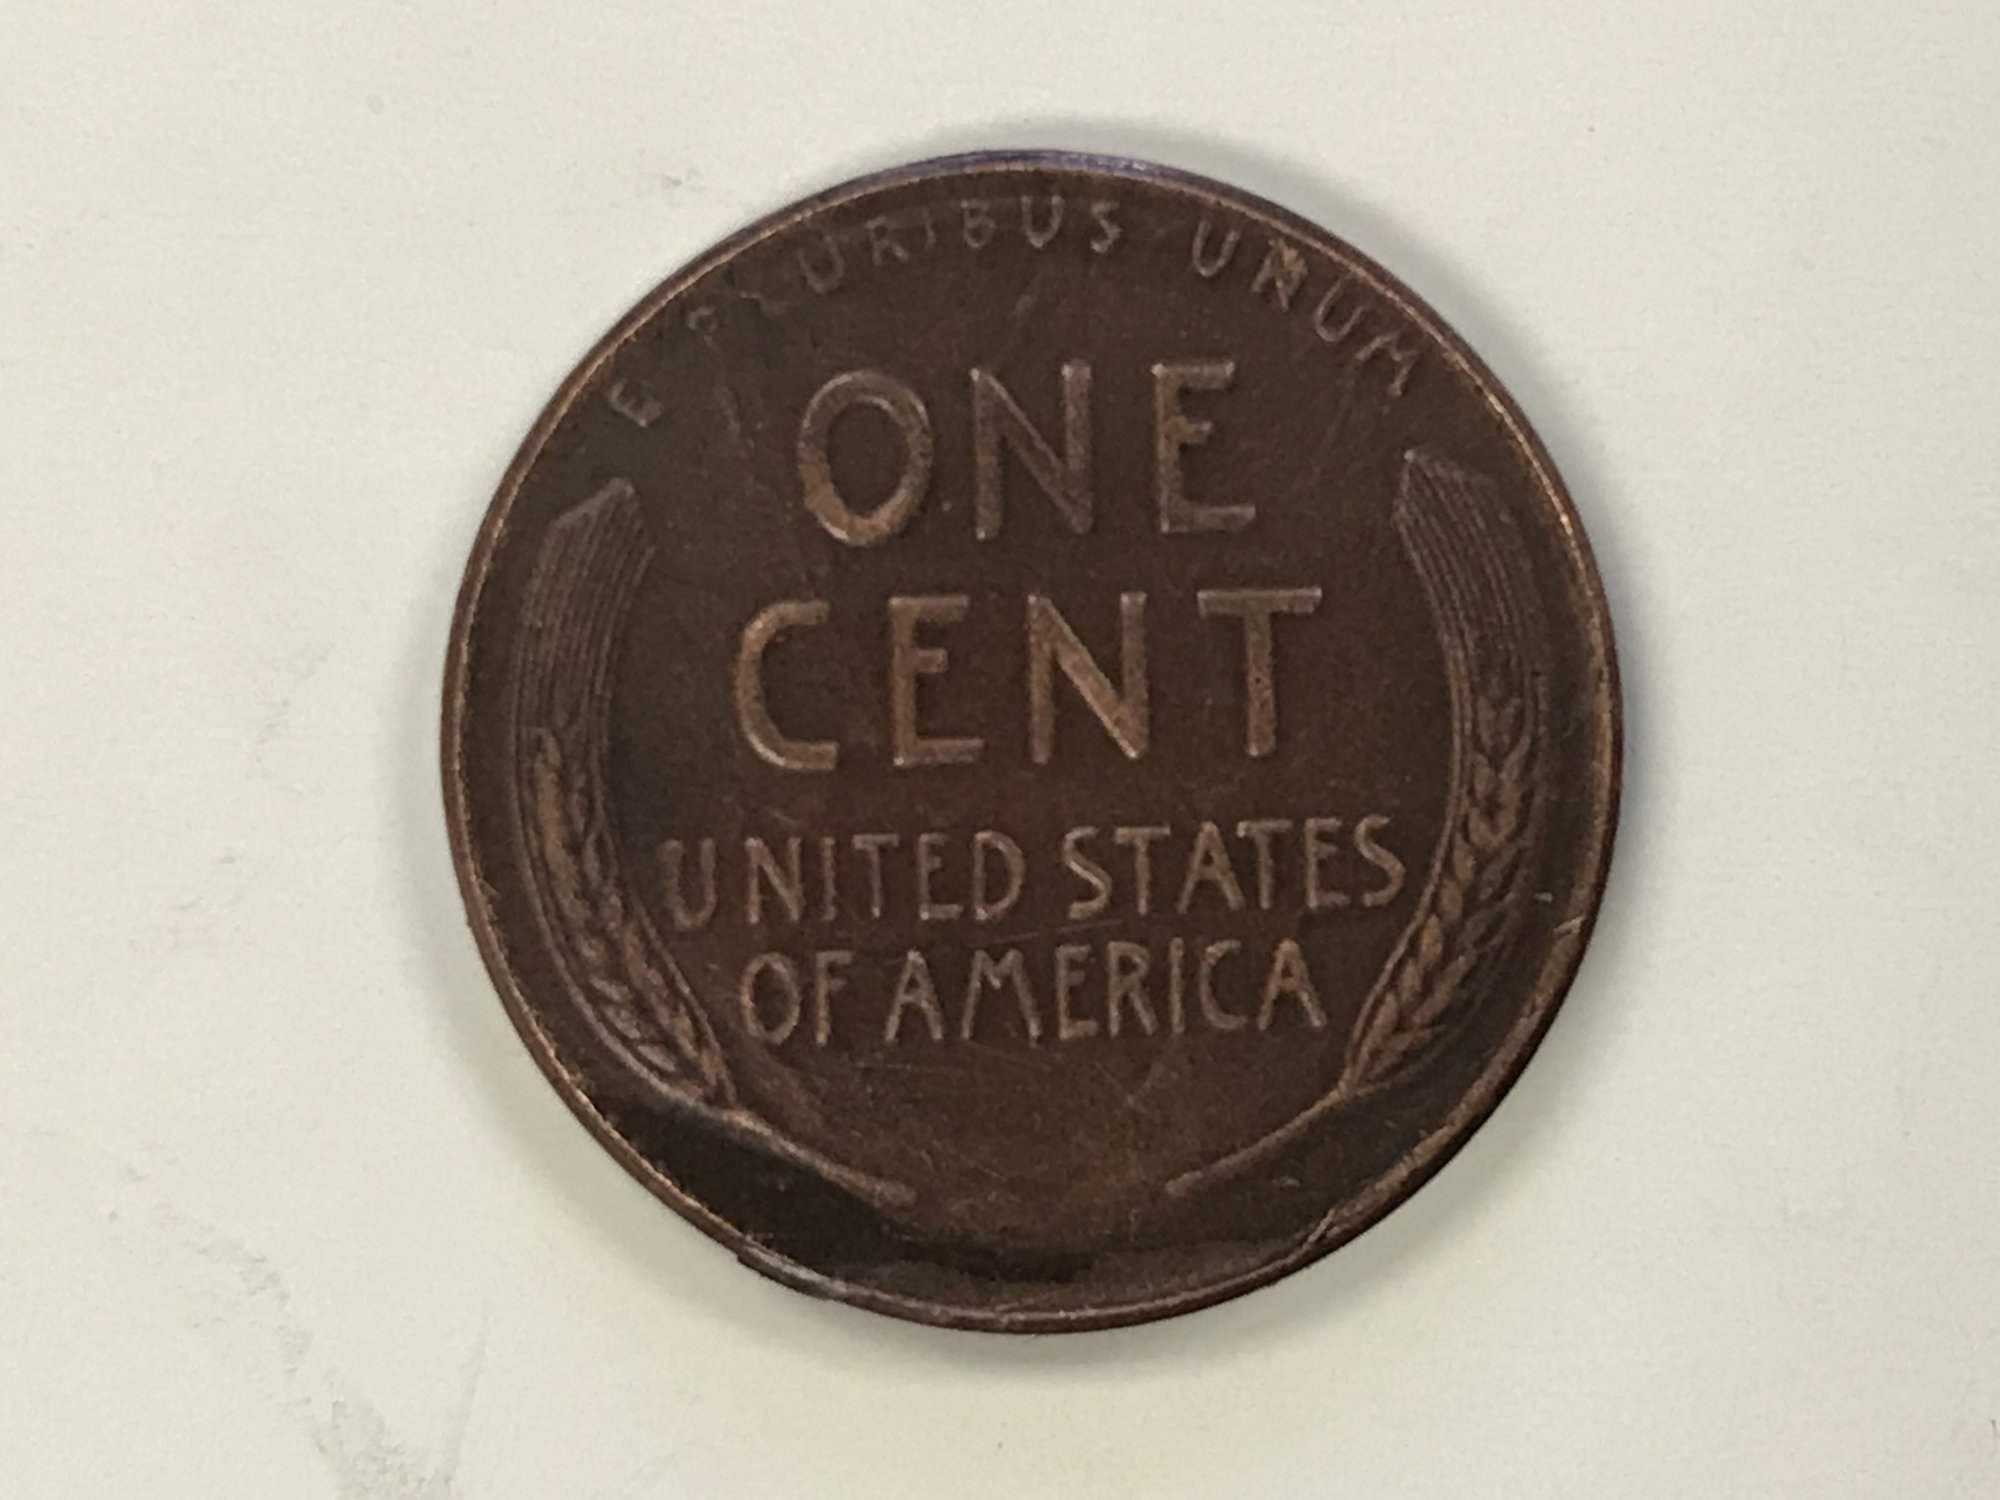 E PLURIBUS UNUM
ONE
CENT
UNITED STATES
OF AMERICA